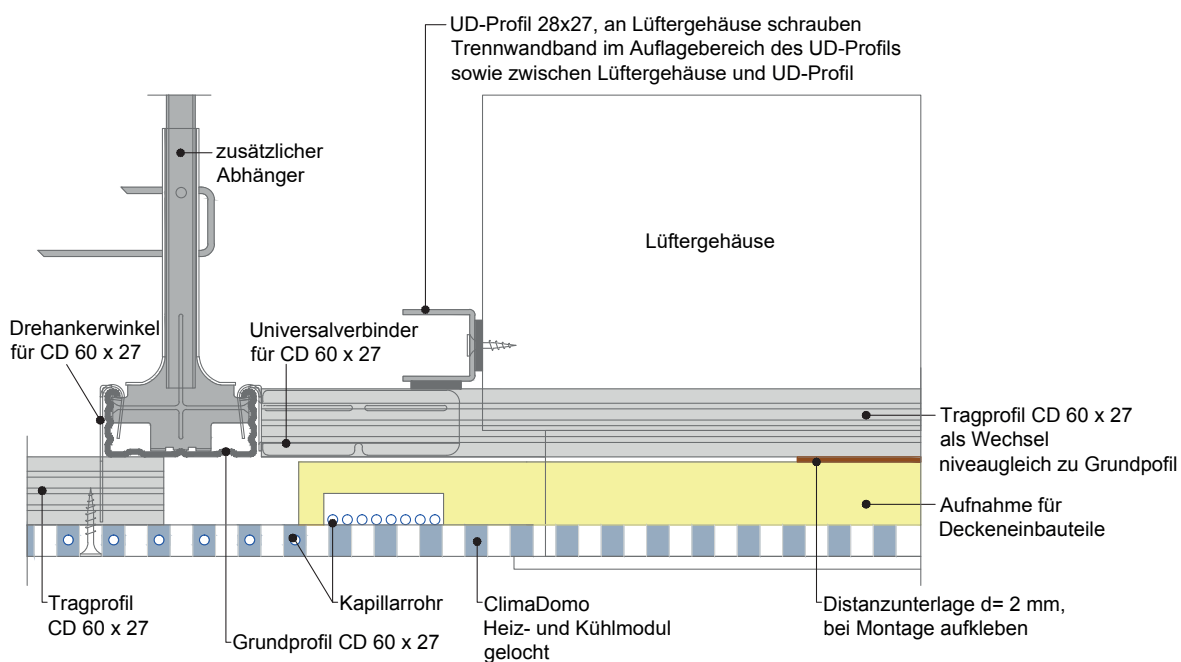 UD-Profil 28x27, an Lüftergehäuse schrauben
Trennwandband im Auflagebereich des UD-Profils
sowie zwischen Lüftergehäuse und UD-Profil
zusätzlicher
Abhänger
Lüftergehäuse
Drehankerwinkel
für CD 60 x 27
Universalverbinder
für CD 60 x 27
Tragprofil CD 60 x 27
als Wechsel
niveaugleich zu Grundpofil
Aufnahme für
Deckeneinbauteile
Tragprofil
CD 60 x 27
Grundprofil CD 60 x 27
Kapillarrohr
ClimaDomo
Heiz- und Kühlmodul
gelocht
Distanzunterlage d= 2 mm,
bei Montage aufkleben